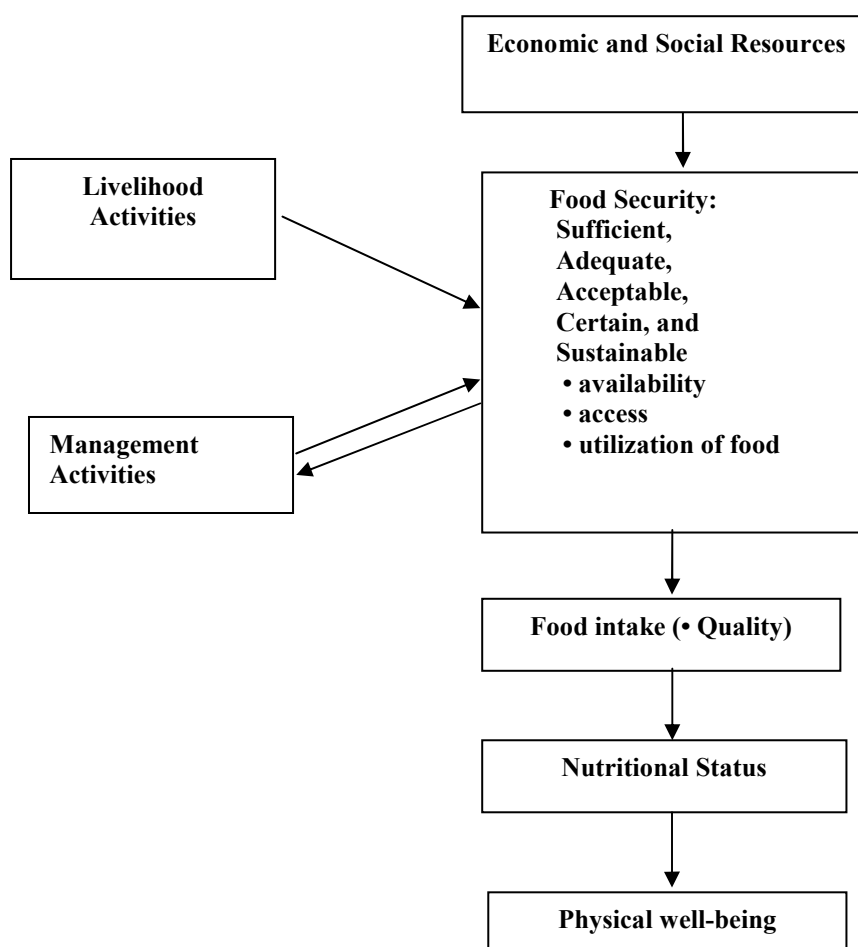 Economic and Social Resources
Livelihood
Activities
Food Security:
Sufficient,
Adequate,
Acceptable,
Certain, and
Sustainable
• availability
• access
• utilization of food
Management
Activities
Food intake (• Quality)
Nutritional Status
Physical well-being